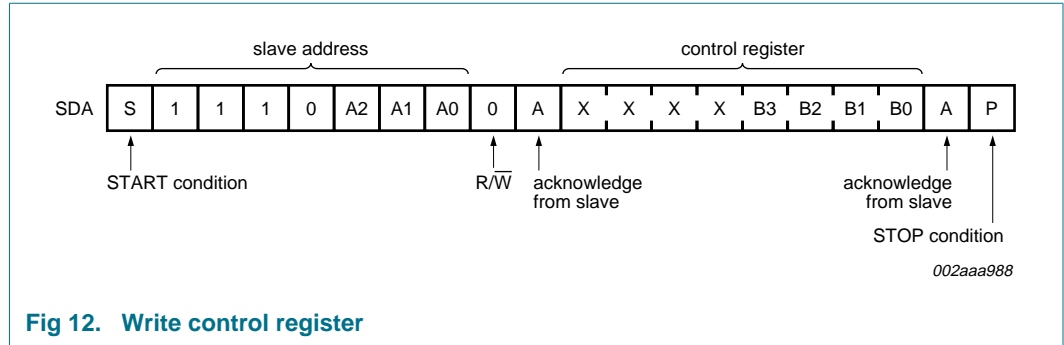 slave address control register
SDA S 1 1 1 0 A2 A1 A0 0 A X X X X B3 B2 B1 B0 A P
START condition R/W̅ acknowledge from slave acknowledge from slave
STOP condition
002aaa988
Fig 12. Write control register